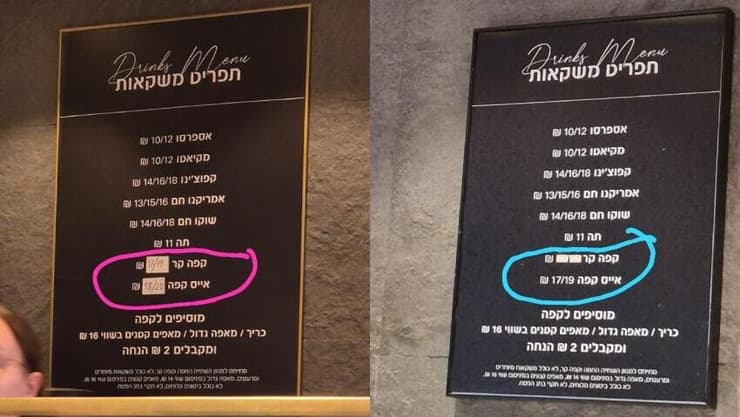 Drinks Menu
תפריט משקאות
אספרסו 10/12 ₪
מקיאטו 10/12 ₪
קפוצ'ינו 14/16/18 ₪
אמריקנו חם 13/15/16 ₪
שוקו חם 14/16/18 ₪
תה 11 ₪
קפה קר 17/19 ₪
אייס קפה 18/20 ₪
מוסיפים לקפה
כריך / מאפה גדול / מאפים קטנים בשווי 16 ₪
ומקבלים 2 ₪ הנחה
Drinks Menu
תפריט משקאות
אספרסו 10/12 ₪
מקיאטו 10/12 ₪
קפוצ'ינו 14/16/18 ₪
אמריקנו חם 13/15/16 ₪
שוקו חם 14/16/18 ₪
תה 11 ₪
קפה קר ₪
אייס קפה 17/19 ₪
מוסיפים לקפה
כריך / מאפה גדול / מאפים קטנים בשווי 16 ₪
ומקבלים 2 ₪ הנחה